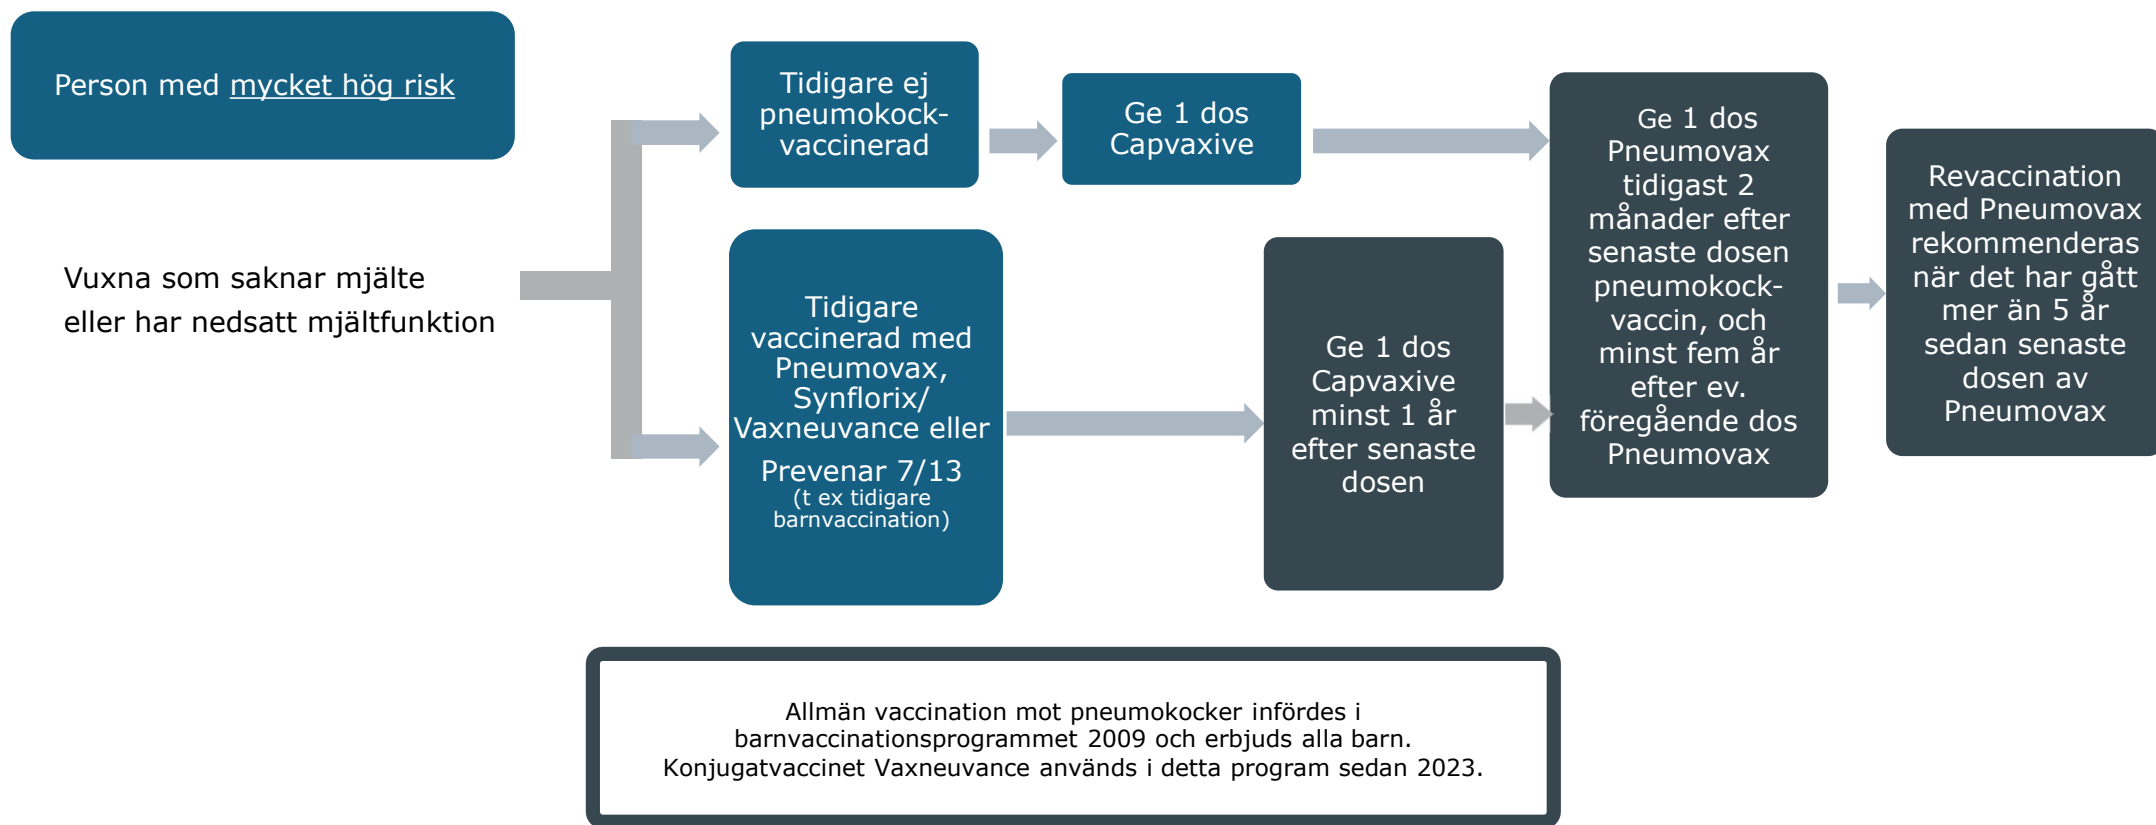 Person med mycket hög risk
Vuxna som saknar mjälte
eller har nedsatt mjältfunktion
Tidigare ej
pneumokock-
vaccinerad
Ge 1 dos
Capvaxive
Tidigare
vaccinerad med
Pneumovax,
Synflorix/
Vaxneuvance eller
Prevenar 7/13
(t ex tidigare
barnvaccination)
Ge 1 dos
Capvaxive
minst 1 år
efter senaste
dosen
Ge 1 dos
Pneumovax
tidigast 2
månader efter
senaste dosen
pneumokock-
vaccin, och
minst fem år
efter ev.
föregående dos
Pneumovax
Revaccination
med Pneumovax
rekommenderas
när det har gått
mer än 5 år
sedan senaste
dosen av
Pneumovax
Allmän vaccination mot pneumokocker infördes i
barnvaccinationsprogrammet 2009 och erbjuds alla barn.
Konjugatvaccinet Vaxneuvance används i detta program sedan 2023.